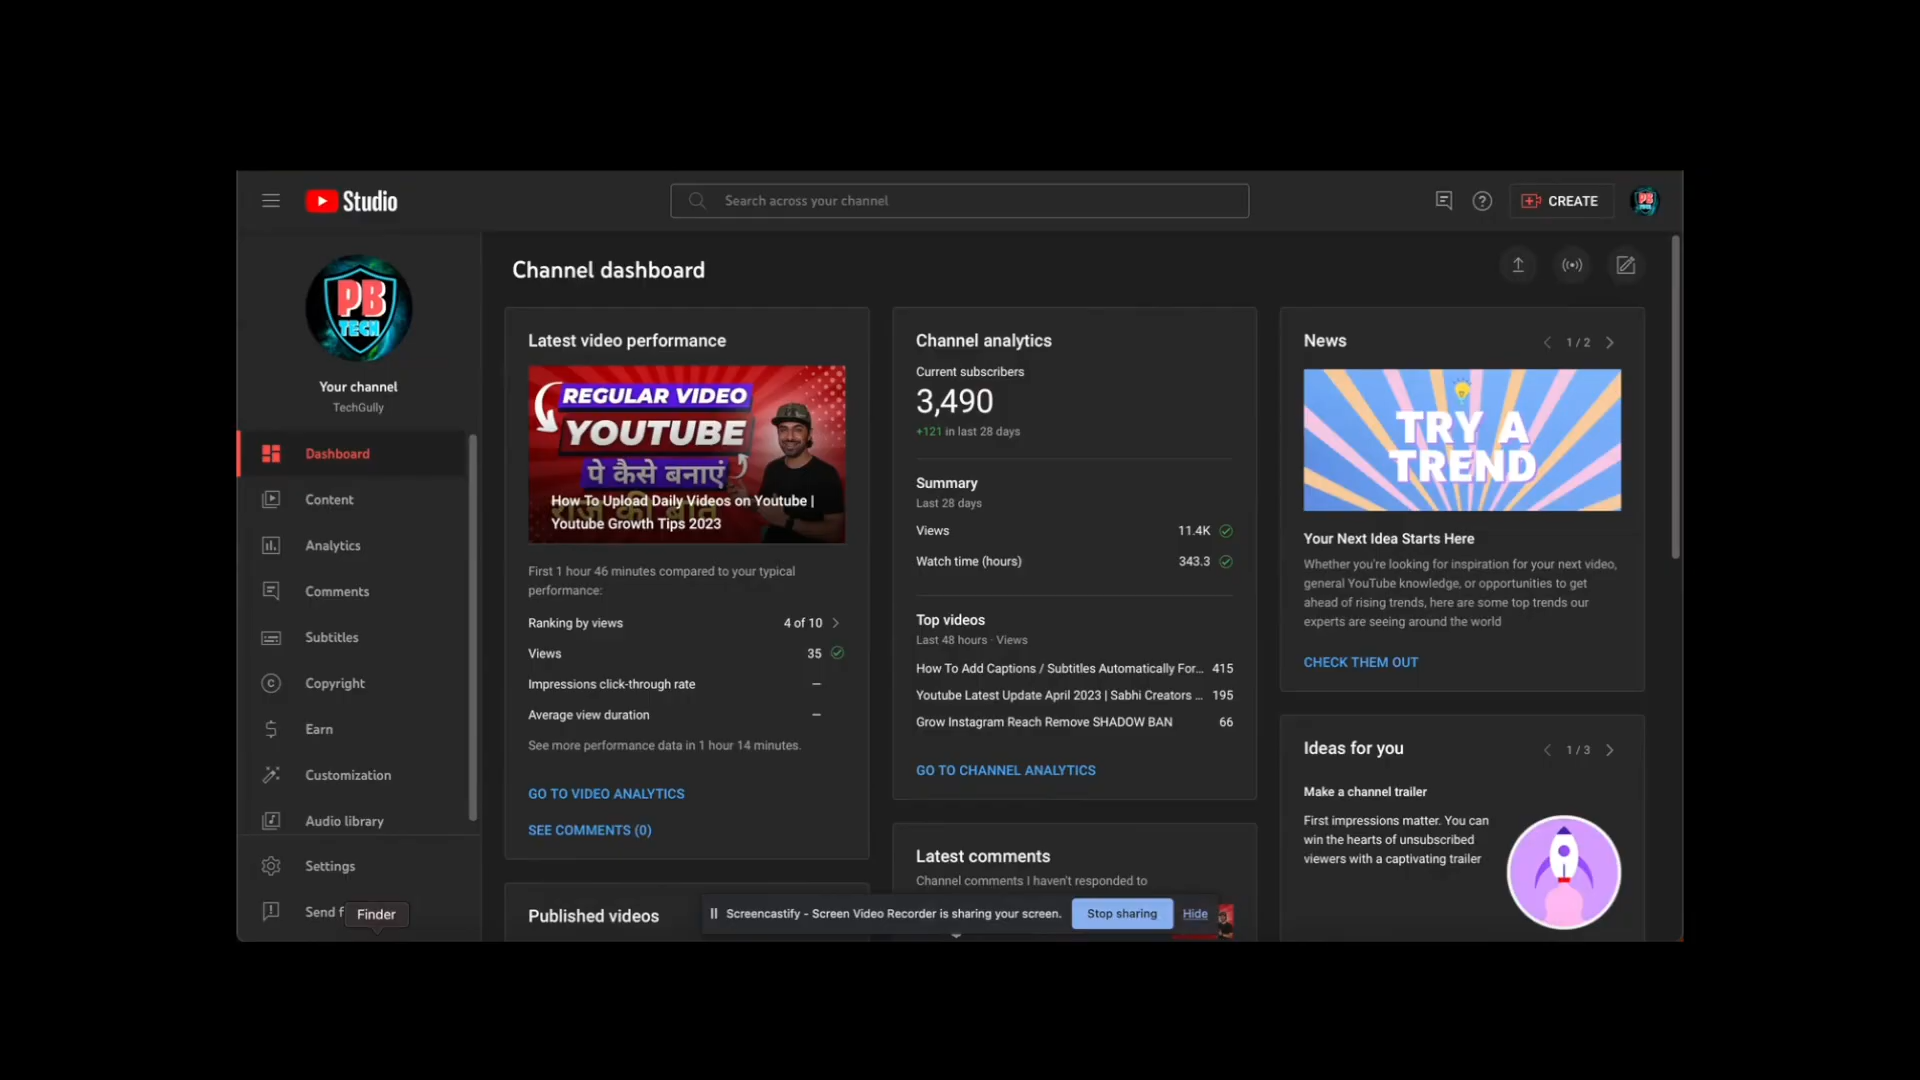 Studio
Search across your channel
CREATE
PB
TECH
Your channel
TechGully
Dashboard
Content
Analytics
Comments
Subtitles
Copyright
Earn
Customization
Audio library
Settings
Send f
Finder
Channel dashboard
Latest video performance
REGULAR VIDEO
YOUTUBE
पे कैसे बनाएं
राज की बात
How To Upload Daily Videos on Youtube |
Youtube Growth Tips 2023
First 1 hour 46 minutes compared to your typical
performance:
Ranking by views 4 of 10
Views 35
Impressions click-through rate –
Average view duration –
See more performance data in 1 hour 14 minutes.
GO TO VIDEO ANALYTICS
SEE COMMENTS (0)
Published videos
Channel analytics
Current subscribers
3,490
+121 in last 28 days
Summary
Last 28 days
Views 11.4K
Watch time (hours) 343.3
Top videos
Last 48 hours · Views
How To Add Captions / Subtitles Automatically For... 415
Youtube Latest Update April 2023 | Sabhi Creators ... 195
Grow Instagram Reach Remove SHADOW BAN 66
GO TO CHANNEL ANALYTICS
Latest comments
Channel comments I haven't responded to
Screencastify - Screen Video Recorder is sharing your screen. Stop sharing Hide
News 1 / 2
TRY A
TREND
Your Next Idea Starts Here
Whether you're looking for inspiration for your next video,
general YouTube knowledge, or opportunities to get
ahead of rising trends, here are some top trends our
experts are seeing around the world
CHECK THEM OUT
Ideas for you 1 / 3
Make a channel trailer
First impressions matter. You can
win the hearts of unsubscribed
viewers with a captivating trailer